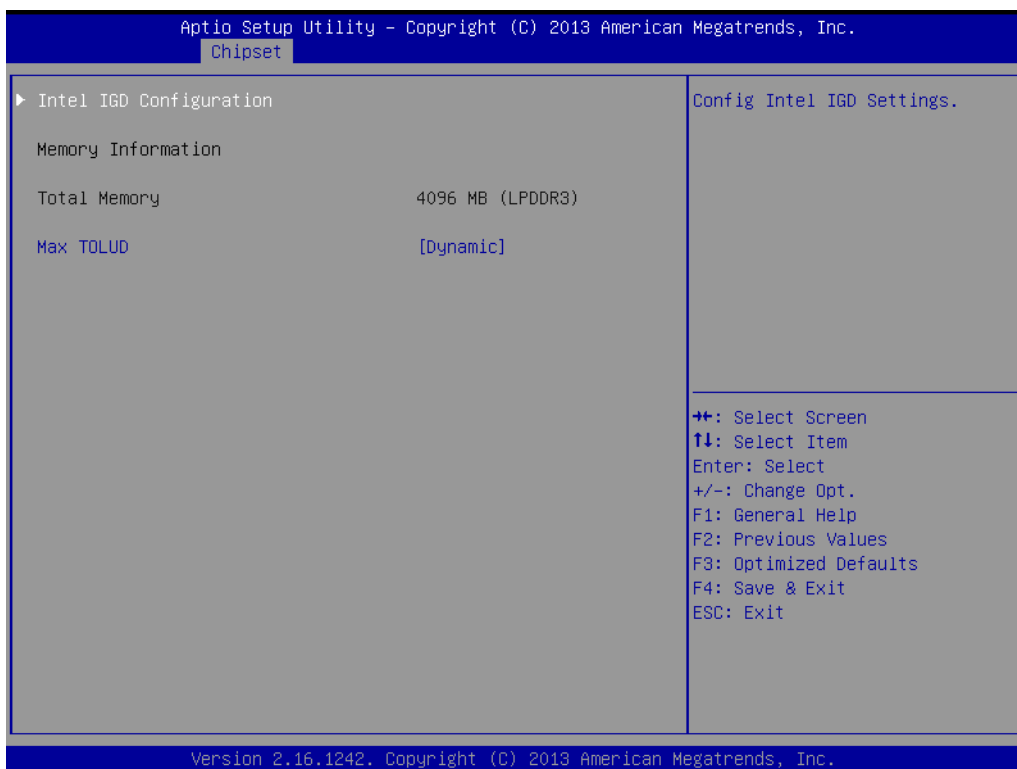 Aptio Setup Utility – Copyright (C) 2013 American Megatrends, Inc.
Chipset
▶ Intel IGD Configuration
Memory Information
Total Memory 4096 MB (LPDDR3)
Max TOLUD [Dynamic]
Config Intel IGD Settings.
→←: Select Screen
↑↓: Select Item
Enter: Select
+/-: Change Opt.
F1: General Help
F2: Previous Values
F3: Optimized Defaults
F4: Save & Exit
ESC: Exit
Version 2.16.1242. Copyright (C) 2013 American Megatrends, Inc.